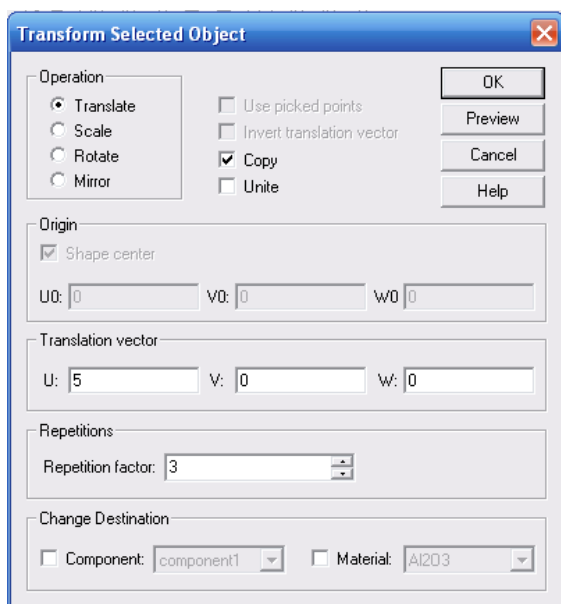 Transform Selected Object
Operation
Translate
Scale
Rotate
Mirror
Use picked points
Invert translation vector
Copy
Unite
OK
Preview
Cancel
Help
Origin
Shape center
U0: 0 V0: 0 W0 0
Translation vector
U: 5 V: 0 W: 0
Repetitions
Repetition factor: 3
Change Destination
Component: component1 Material: Al2O3